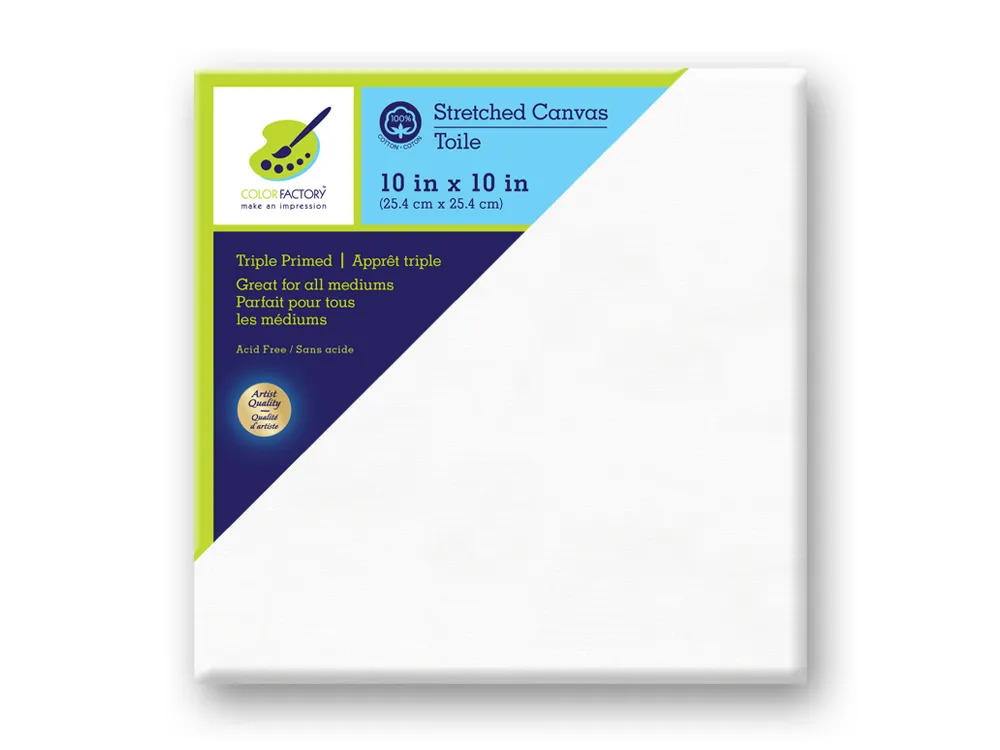 COLOR FACTORY™
make an impression
100%
COTTON • COTON
Stretched Canvas
Toile
10 in x 10 in
(25.4 cm x 25.4 cm)
Triple Primed | Apprêt triple
Great for all mediums
Parfait pour tous
les médiums
Acid Free / Sans acide
Artist
Quality
Qualité
d'artiste